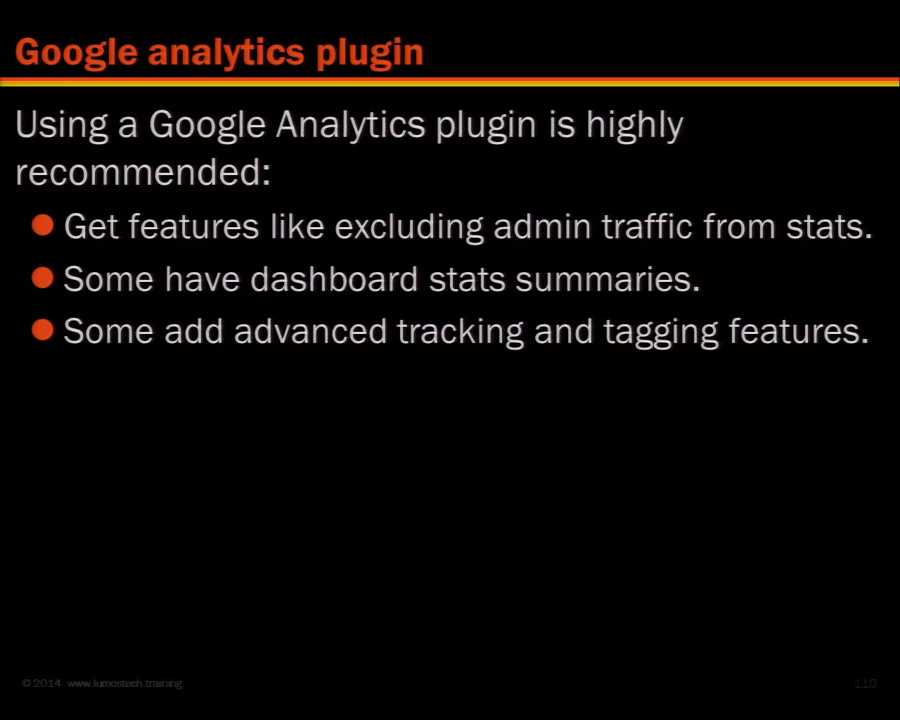 Google analytics plugin
Using a Google Analytics plugin is highly
recommended:
Get features like excluding admin traffic from stats.
Some have dashboard stats summaries.
Some add advanced tracking and tagging features.
© 2014 www.lumostech.training
110